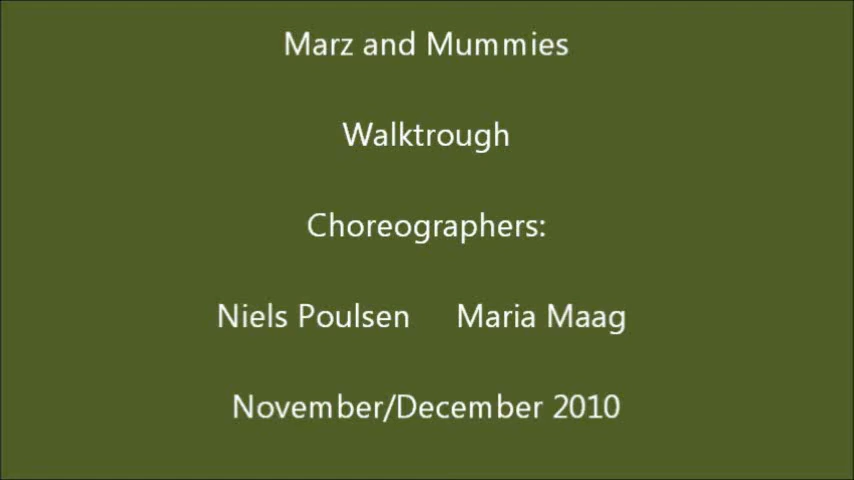 Marz and Mummies
Walktrough
Choreographers:
Niels Poulsen Maria Maag
November/December 2010